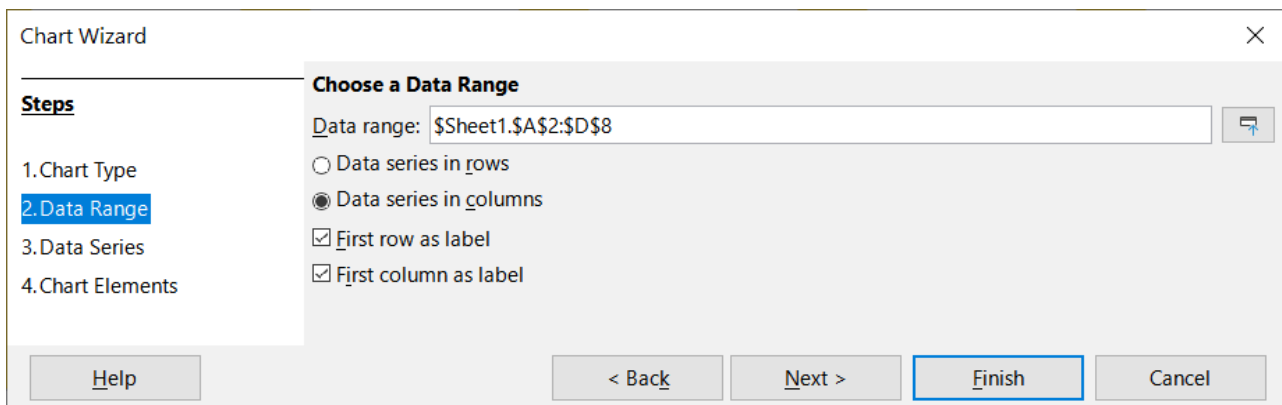 Chart Wizard
Steps
1.Chart Type
2.Data Range
3.Data Series
4.Chart Elements
Choose a Data Range
Data range: $Sheet1.$A$2:$D$8
Data series in rows
Data series in columns
First row as label
First column as label
Help
< Back
Next >
Finish
Cancel